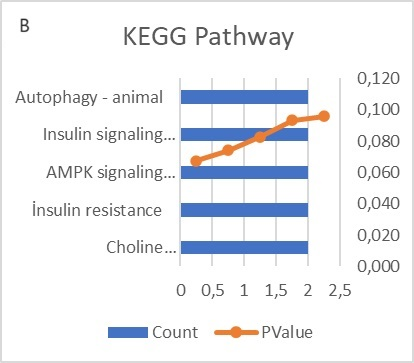 B
KEGG Pathway
Autophagy - animal
Insulin signaling...
AMPK signaling...
İnsulin resistance
Choline...
0,120
0,100
0,080
0,060
0,040
0,020
0,000
0 0,5 1 1,5 2 2,5
Count PValue